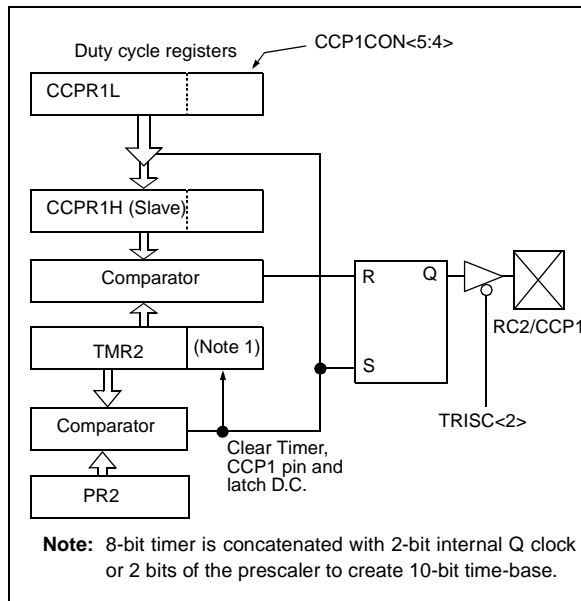 Duty cycle registers
CCP1CON<5:4>
CCPR1L
CCPR1H (Slave)
Comparator
R
Q
RC2/CCP1
TMR2
(Note 1)
S
TRISC<2>
Comparator
Clear Timer,
CCP1 pin and
latch D.C.
PR2
Note: 8-bit timer is concatenated with 2-bit internal Q clock
or 2 bits of the prescaler to create 10-bit time-base.